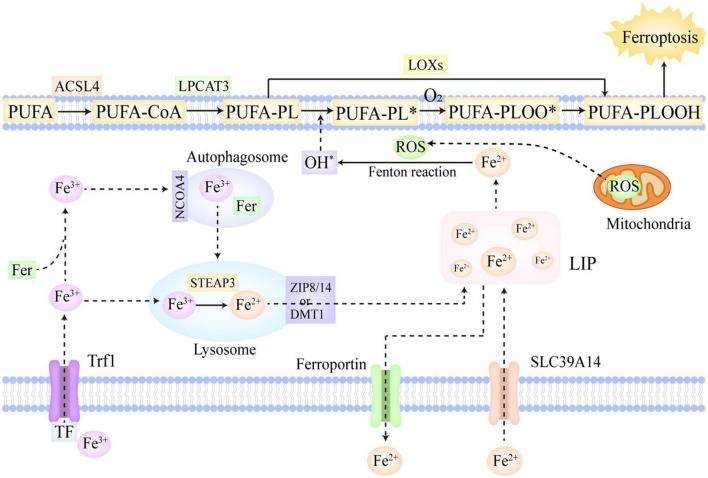 Ferroptosis
ACSL4
LPCAT3
LOXs
O₂
PUFA
PUFA-CoA
PUFA-PL
PUFA-PL*
PUFA-PLOO*
PUFA-PLOOH
ROS
Autophagosome
OH*
Fe²⁺
Fenton reaction
Fe³⁺
NCOA4
Fe³⁺
Fer
ROS
Mitochondria
Fer
Fe²⁺
Fe²⁺
Fe²⁺
Fe²⁺
Fe²⁺
LIP
STEAP3
ZIP8/14
or
DMT1
Fe³⁺
Fe³⁺
Fe²⁺
Lysosome
Trf1
Ferroportin
SLC39A14
TF
Fe³⁺
Fe²⁺
Fe²⁺